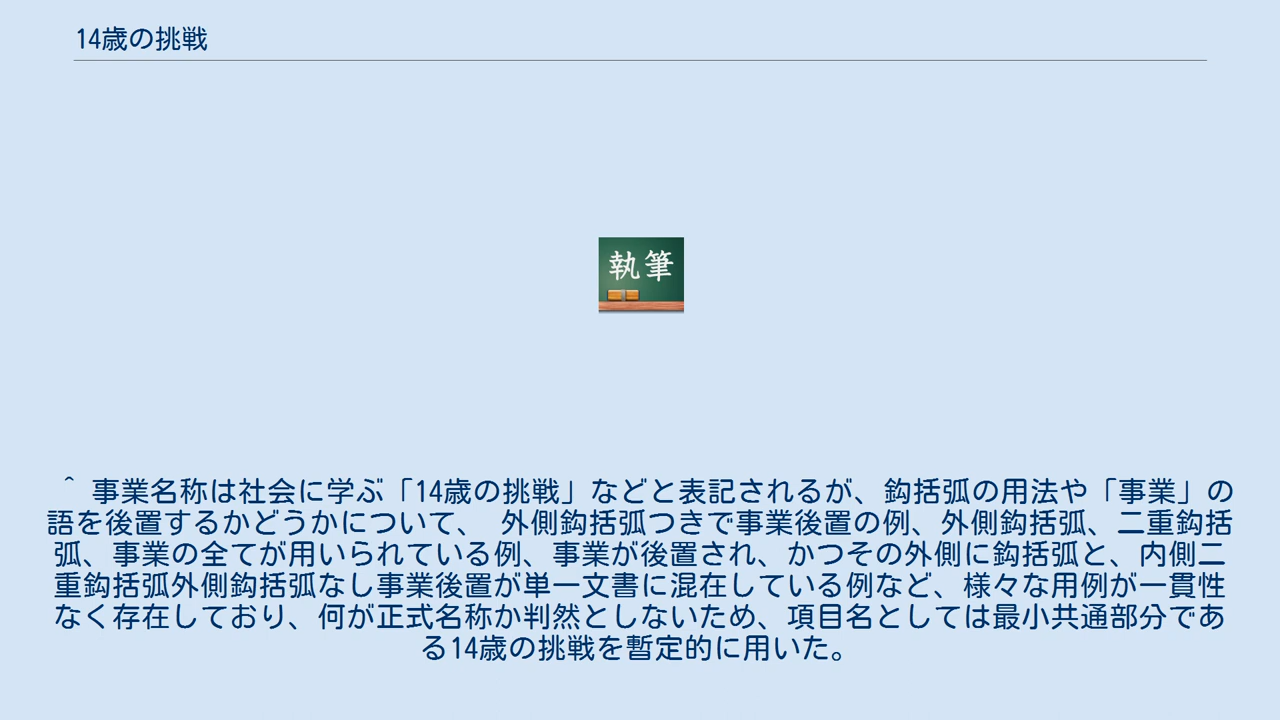 14歳の挑戦
執筆
^ 事業名称は社会に学ぶ「14歳の挑戦」などと表記されるが、鈎括弧の用法や「事業」の
語を後置するかどうかについて、 外側鈎括弧つきで事業後置の例、外側鈎括弧、二重鈎括
弧、事業の全てが用いられている例、事業が後置され、かつその外側に鈎括弧と、内側二
重鈎括弧外側鈎括弧なし事業後置が単一文書に混在している例など、様々な用例が一貫性
なく存在しており、何が正式名称か判然としないため、項目名としては最小共通部分であ
る14歳の挑戦を暫定的に用いた。